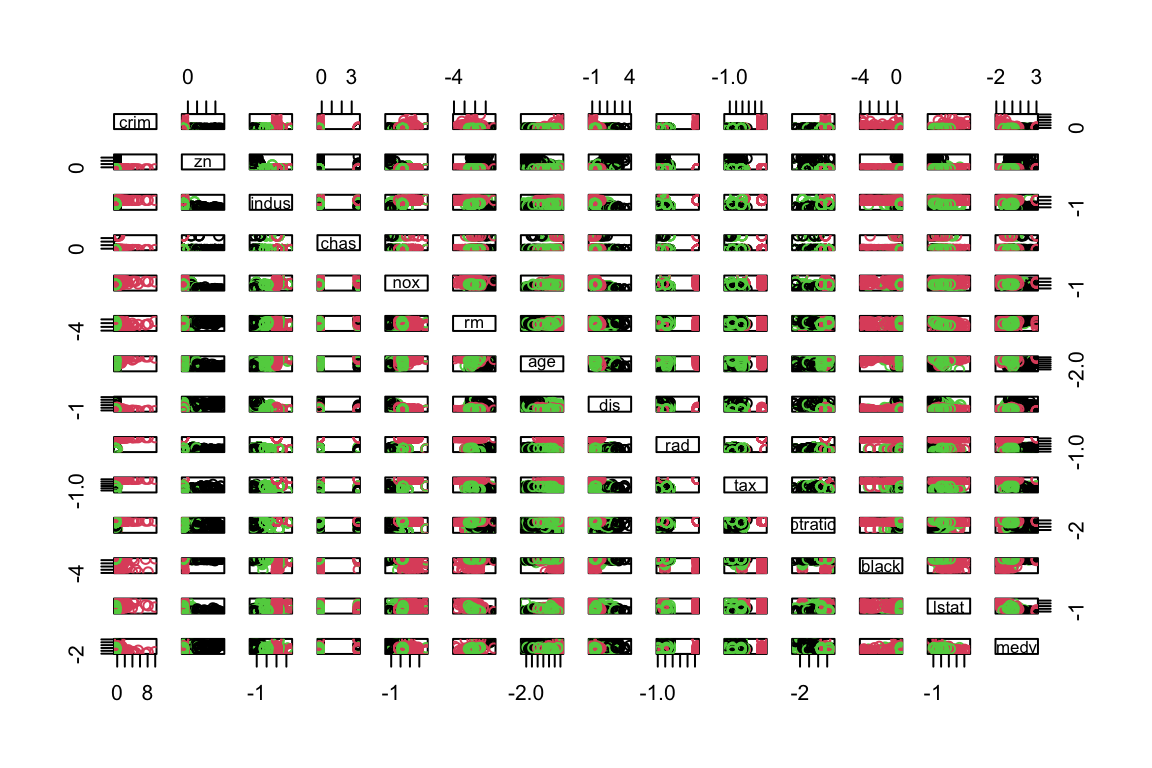 0 0 3 -4 -1 4 -1.0 -4 0 -2 3
crim 0
0 zn
indus -1
0 chas
nox -1
-4 rm
age -2.0
-1 dis
rad -1.0
-1.0 tax
ptratio -2
-4 black
lstat -1
-2 medv
0 8 -1 -1 -2.0 -1.0 -2 -1